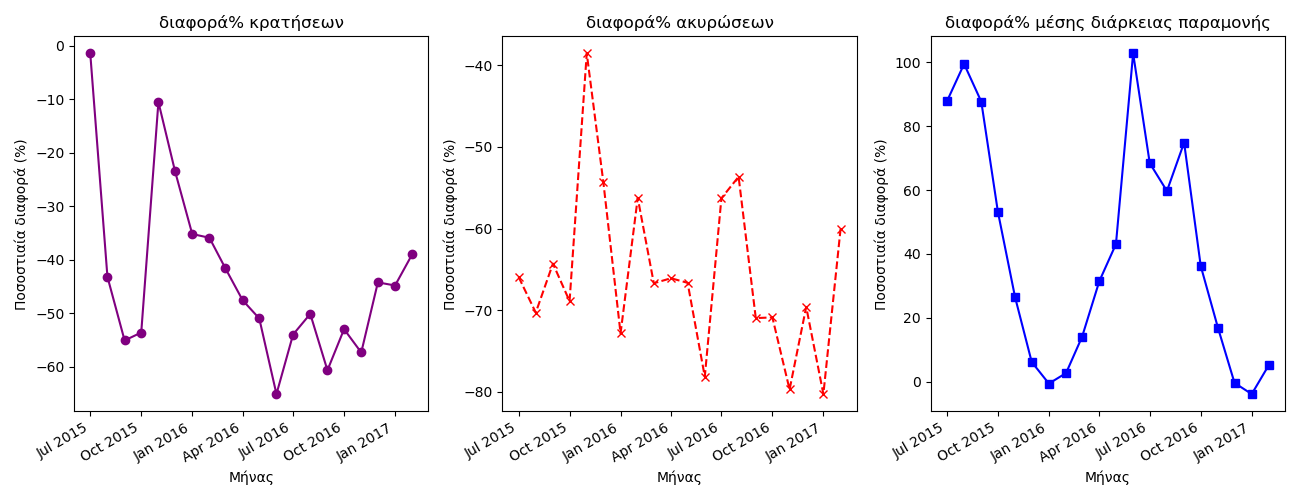 διαφορά% κρατήσεων
Ποσοστιαία διαφορά (%)
0
−10
−20
−30
−40
−50
−60
Jul 2015
Oct 2015
Jan 2016
Apr 2016
Jul 2016
Oct 2016
Jan 2017
Μήνας
διαφορά% ακυρώσεων
Ποσοστιαία διαφορά (%)
−40
−50
−60
−70
−80
Jul 2015
Oct 2015
Jan 2016
Apr 2016
Jul 2016
Oct 2016
Jan 2017
Μήνας
διαφορά% μέσης διάρκειας παραμονής
Ποσοστιαία διαφορά (%)
100
80
60
40
20
0
Jul 2015
Oct 2015
Jan 2016
Apr 2016
Jul 2016
Oct 2016
Jan 2017
Μήνας